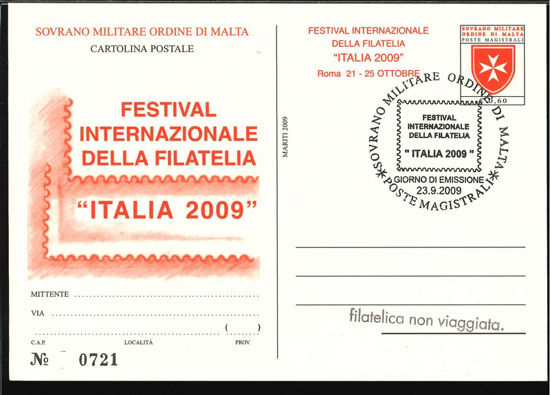 SOVRANO MILITARE ORDINE DI MALTA
CARTOLINA POSTALE
FESTIVAL
INTERNAZIONALE
DELLA FILATELIA
“ITALIA 2009”
MITTENTE
VIA
( )
C.A.P. LOCALITÀ PROV.
No 0721
MARITI 2009
FESTIVAL INTERNAZIONALE
DELLA FILATELIA
“ITALIA 2009”
Roma 21 - 25 OTTOBRE
SOVRANO MILITARE
ORDINE DI MALTA
POSTE MAGISTRALI
,60
SOVRANO MILITARE ORDINE DI MALTA
FESTIVAL
INTERNAZIONALE
DELLA FILATELIA
" ITALIA 2009 "
GIORNO DI EMISSIONE
23.9.2009
*POSTE MAGISTRALI*
filatelica non viaggiata.